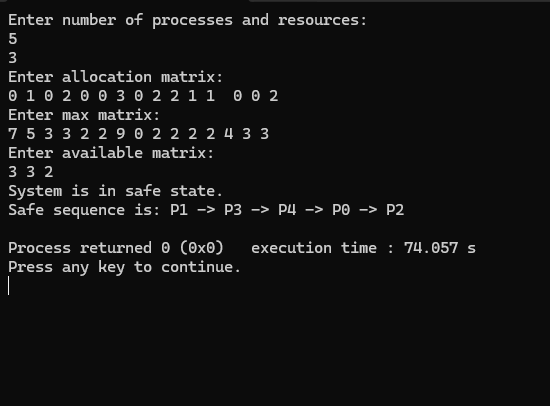 Enter number of processes and resources:
5
3
Enter allocation matrix:
0 1 0 2 0 0 3 0 2 2 1 1  0 0 2
Enter max matrix:
7 5 3 3 2 2 9 0 2 2 2 2 4 3 3
Enter available matrix:
3 3 2
System is in safe state.
Safe sequence is: P1 -> P3 -> P4 -> P0 -> P2
Process returned 0 (0x0)   execution time : 74.057 s
Press any key to continue.